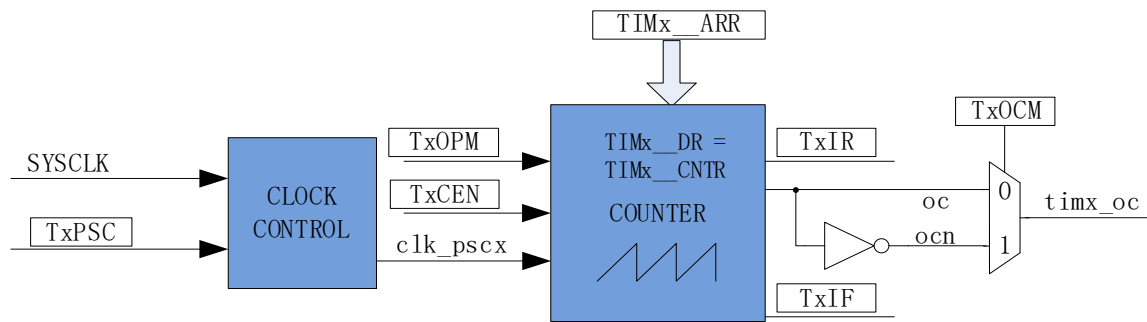 TIMx__ARR
TxOCM
TxOPM
TIMx__DR =
TIMx__CNTR
TxIR
SYSCLK
CLOCK
CONTROL
TxCEN
COUNTER
oc
0
timx_oc
TxPSC
clk_pscx
ocn
1
TxIF